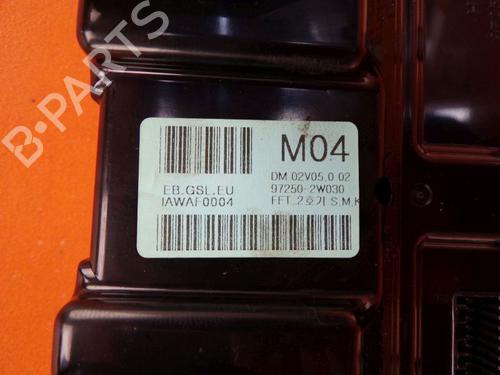 B-PARTS
M04
DM 02V05,0 02
EB.GSL.EU 97250-2W030
IAWAF0004 FFT 2호기 S.M.K